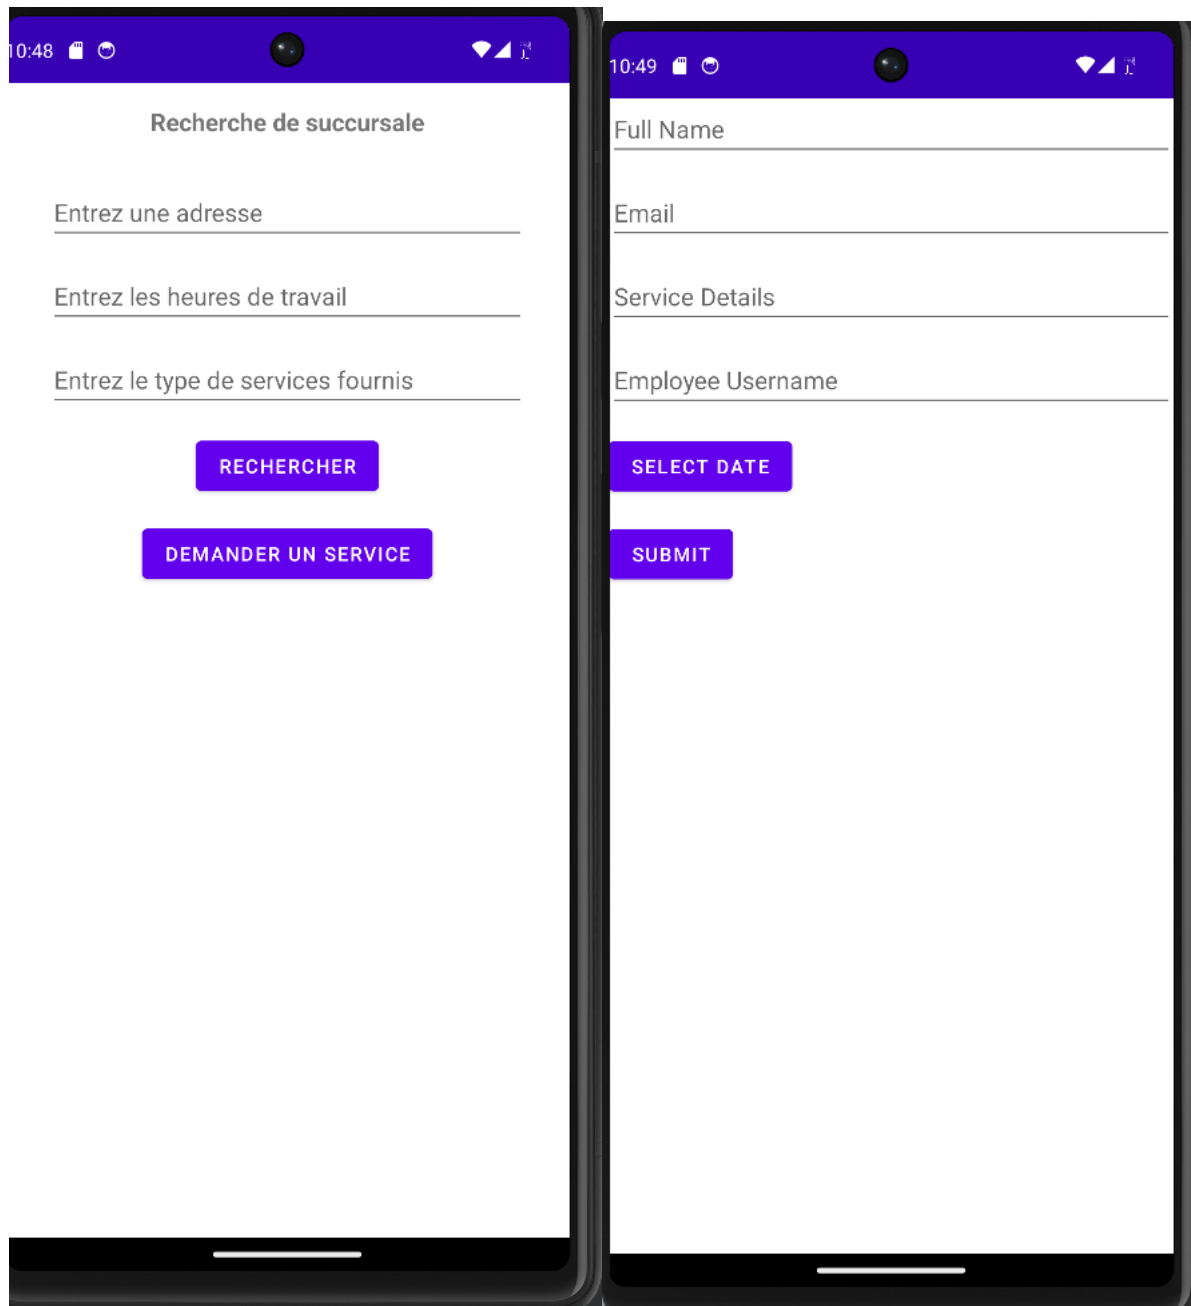 10:48
Recherche de succursale
Entrez une adresse
Entrez les heures de travail
Entrez le type de services fournis
RECHERCHER
DEMANDER UN SERVICE
10:49
Full Name
Email
Service Details
Employee Username
SELECT DATE
SUBMIT